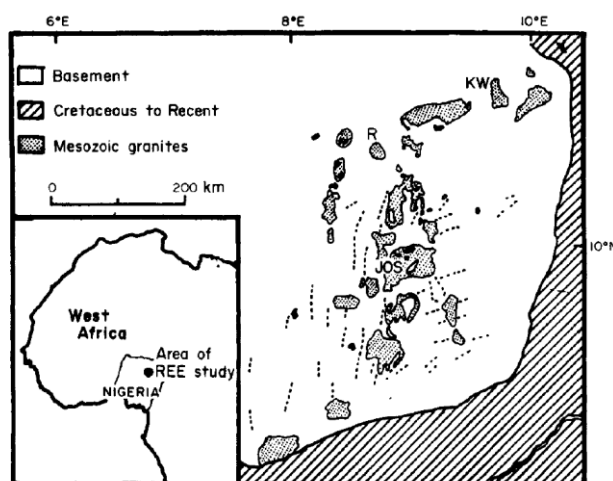 6°E 8°E 10°E
Basement
Cretaceous to Recent
Mesozoic granites
0 200 km
KW
R
JOS
10°N
West
Africa
Area of
REE study
NIGERIA